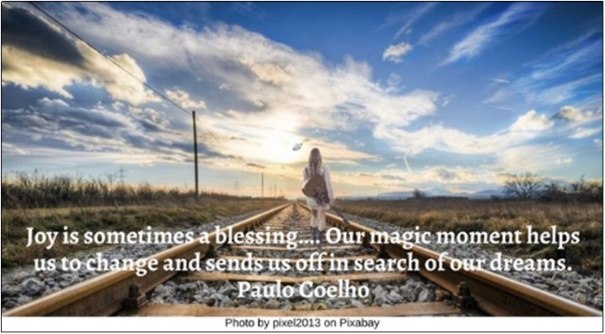 Joy is sometimes a blessing.... Our magic moment helps
us to change and sends us off in search of our dreams.
Paulo Coelho
Photo by pixel2013 on Pixabay